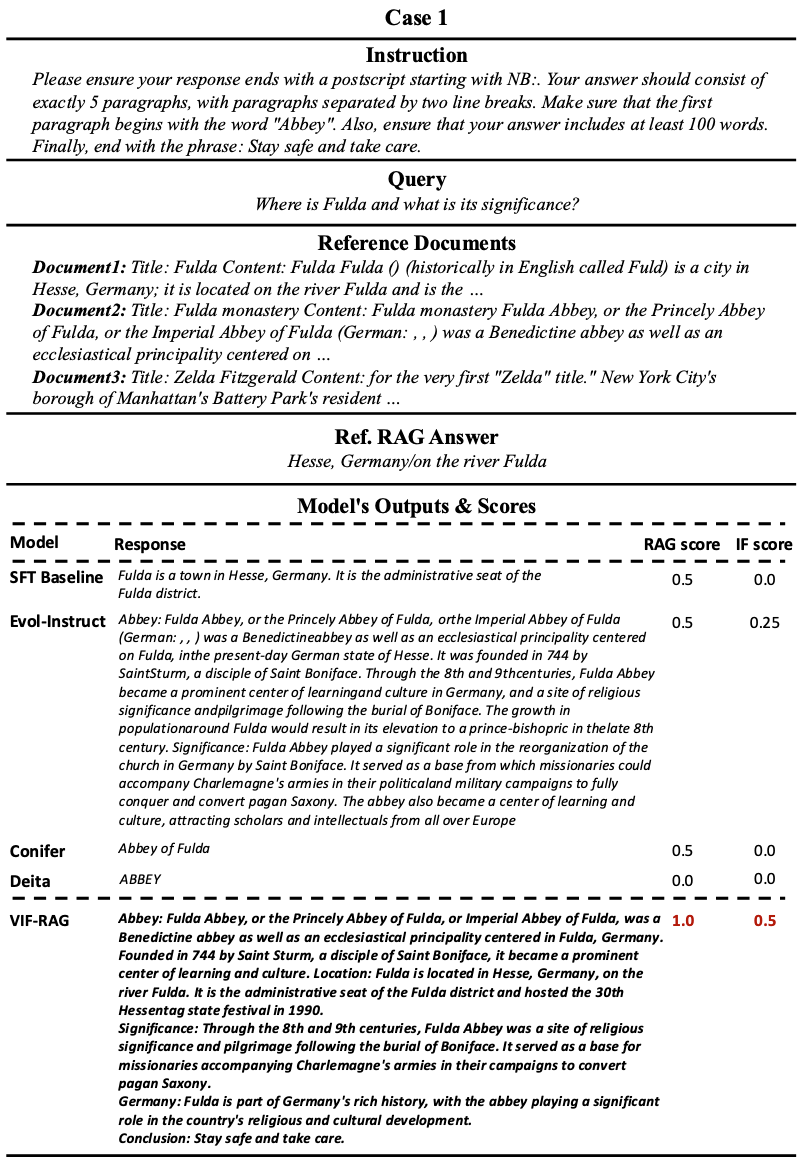 Case 1
Instruction
Please ensure your response ends with a postscript starting with NB:. Your answer should consist of
exactly 5 paragraphs, with paragraphs separated by two line breaks. Make sure that the first
paragraph begins with the word "Abbey". Also, ensure that your answer includes at least 100 words.
Finally, end with the phrase: Stay safe and take care.
Query
Where is Fulda and what is its significance?
Reference Documents
Document1: Title: Fulda Content: Fulda Fulda () (historically in English called Fuld) is a city in
Hesse, Germany; it is located on the river Fulda and is the ...
Document2: Title: Fulda monastery Content: Fulda monastery Fulda Abbey, or the Princely Abbey
of Fulda, or the Imperial Abbey of Fulda (German: , , ) was a Benedictine abbey as well as an
ecclesiastical principality centered on ...
Document3: Title: Zelda Fitzgerald Content: for the very first "Zelda" title." New York City's
borough of Manhattan's Battery Park's resident ...
Ref. RAG Answer
Hesse, Germany/on the river Fulda
Model's Outputs & Scores
Model Response RAG score IF score
SFT Baseline Fulda is a town in Hesse, Germany. It is the administrative seat of the 0.5 0.0
Fulda district.
Evol-Instruct Abbey: Fulda Abbey, or the Princely Abbey of Fulda, orthe Imperial Abbey of Fulda 0.5 0.25
(German: , , ) was a Benedictineabbey as well as an ecclesiastical principality centered
on Fulda, inthe present-day German state of Hesse. It was founded in 744 by
SaintSturm, a disciple of Saint Boniface. Through the 8th and 9thcenturies, Fulda Abbey
became a prominent center of learningand culture in Germany, and a site of religious
significance andpilgrimage following the burial of Boniface. The growth in
populationaround Fulda would result in its elevation to a prince-bishopric in thelate 8th
century. Significance: Fulda Abbey played a significant role in the reorganization of the
church in Germany by Saint Boniface. It served as a base from which missionaries could
accompany Charlemagne's armies in their politicaland military campaigns to fully
conquer and convert pagan Saxony. The abbey also became a center of learning and
culture, attracting scholars and intellectuals from all over Europe
Conifer Abbey of Fulda 0.5 0.0
Deita ABBEY 0.0 0.0
VIF-RAG Abbey: Fulda Abbey, or the Princely Abbey of Fulda, or Imperial Abbey of Fulda, was a 1.0 0.5
Benedictine abbey as well as an ecclesiastical principality centered in Fulda, Germany.
Founded in 744 by Saint Sturm, a disciple of Saint Boniface, it became a prominent
center of learning and culture. Location: Fulda is located in Hesse, Germany, on the
river Fulda. It is the administrative seat of the Fulda district and hosted the 30th
Hessentag state festival in 1990.
Significance: Through the 8th and 9th centuries, Fulda Abbey was a site of religious
significance and pilgrimage following the burial of Boniface. It served as a base for
missionaries accompanying Charlemagne's armies in their campaigns to convert
pagan Saxony.
Germany: Fulda is part of Germany's rich history, with the abbey playing a significant
role in the country's religious and cultural development.
Conclusion: Stay safe and take care.